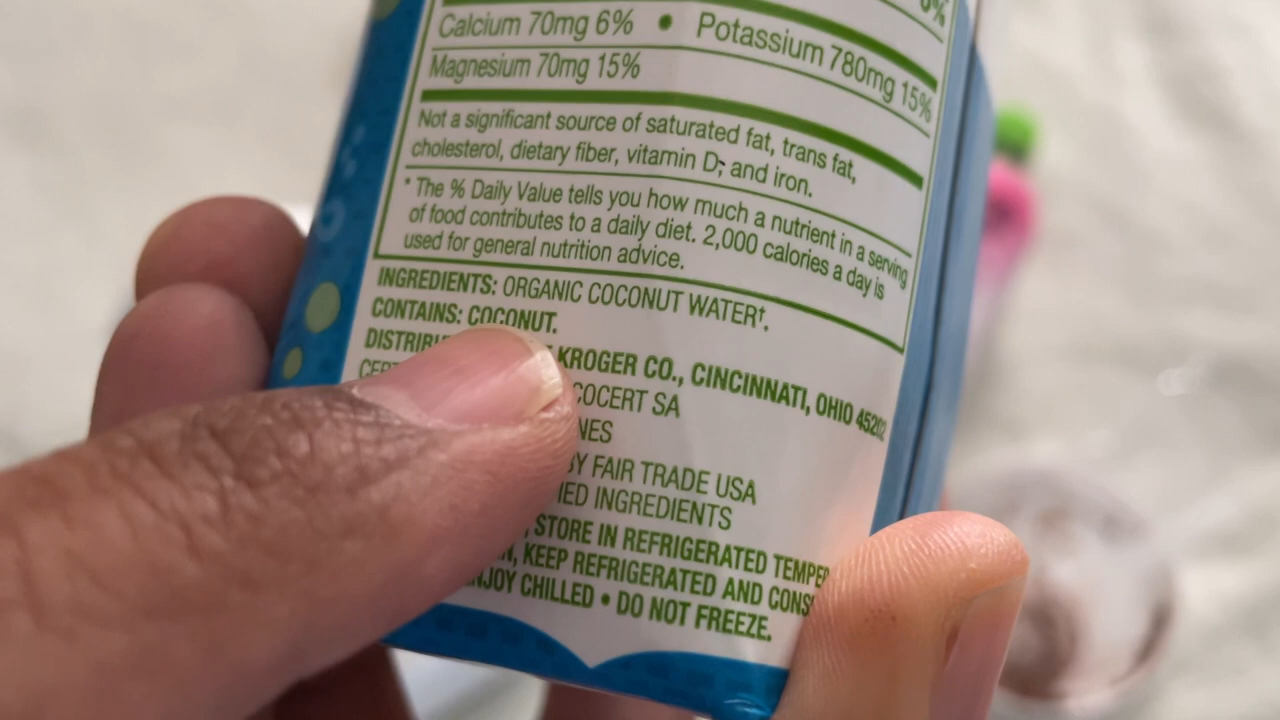 6%
Calcium 70mg 6% • Potassium 780mg 15%
Magnesium 70mg 15%
Not a significant source of saturated fat, trans fat,
cholesterol, dietary fiber, vitamin D, and iron.
* The % Daily Value tells you how much a nutrient in a serving
of food contributes to a daily diet. 2,000 calories a day is
used for general nutrition advice.
INGREDIENTS: ORGANIC COCONUT WATER†.
CONTAINS: COCONUT.
KROGER CO., CINCINNATI, OHIO 45202
COCERT SA
BY FAIR TRADE USA
INGREDIENTS
STORE IN REFRIGERATED
KEEP REFRIGERATED AND
CHILLED • DO NOT FREEZE.